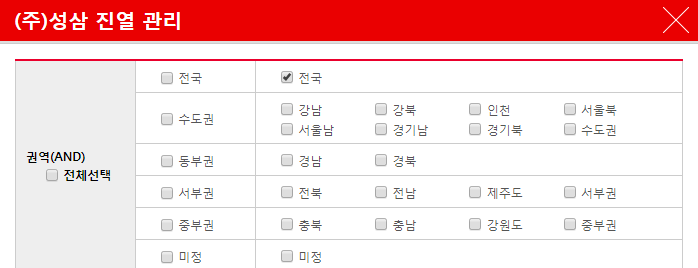 (주)성삼 진열 관리
전국 전국
수도권 강남 강북 인천 서울북
서울남 경기남 경기북 수도권
권역(AND)
전체선택
동부권 경남 경북
서부권 전북 전남 제주도 서부권
중부권 충북 충남 강원도 중부권
미정 미정